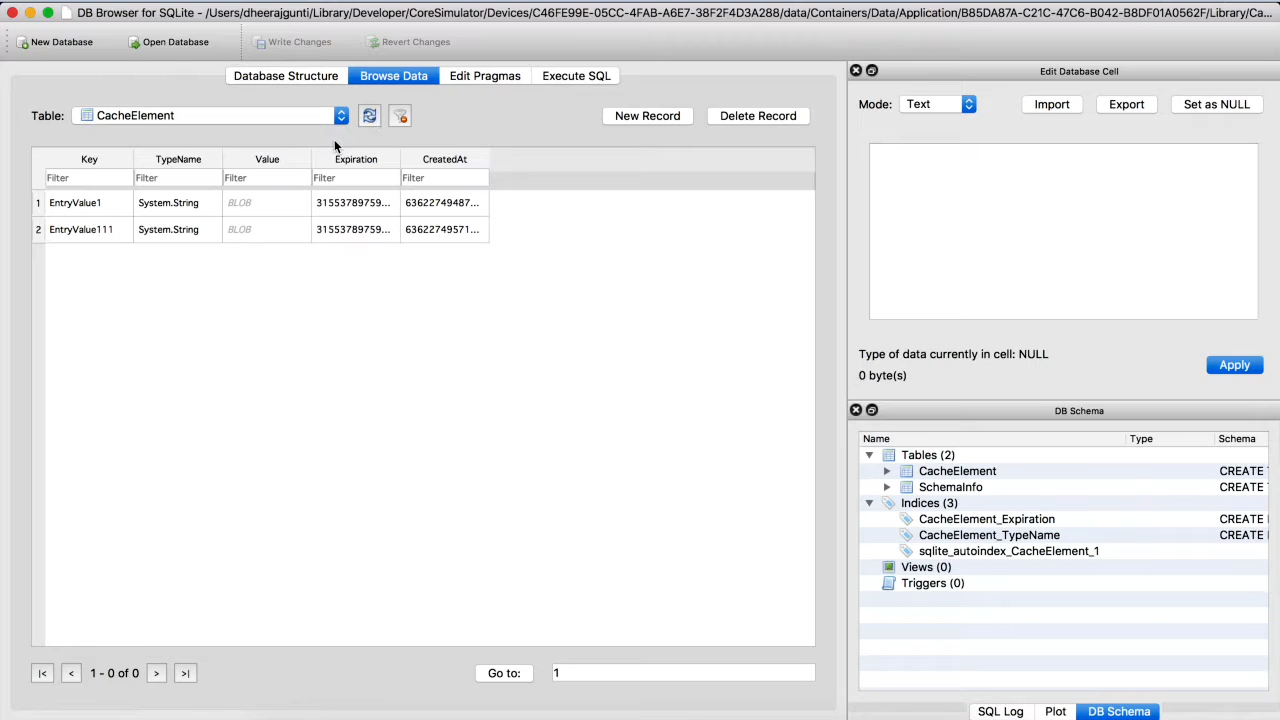 DB Browser for SQLite - /Users/dheerajgunti/Library/Developer/CoreSimulator/Devices/C46FE99E-05CC-4FAB-A6E7-38F2F4D3A288/data/Containers/Data/Application/B85DA87A-C21C-47C6-B042-B8DF01A0562F/Library/Ca...
New Database
Open Database
Write Changes
Revert Changes
Database Structure
Browse Data
Edit Pragmas
Execute SQL
Table:
CacheElement
New Record
Delete Record
Key TypeName Value Expiration CreatedAt
Filter Filter Filter Filter Filter
1 EntryValue1 System.String BLOB 31553789759... 63622749487...
2 EntryValue111 System.String BLOB 31553789759... 63622749571...
|< < 1 - 0 of 0 > >|
Go to: 1
Edit Database Cell
Mode: Text
Import
Export
Set as NULL
Type of data currently in cell: NULL
0 byte(s)
Apply
DB Schema
Name Type Schema
Tables (2)
CacheElement CREATE T
SchemaInfo CREATE T
Indices (3)
CacheElement_Expiration CREATE I
CacheElement_TypeName CREATE I
sqlite_autoindex_CacheElement_1
Views (0)
Triggers (0)
SQL Log
Plot
DB Schema